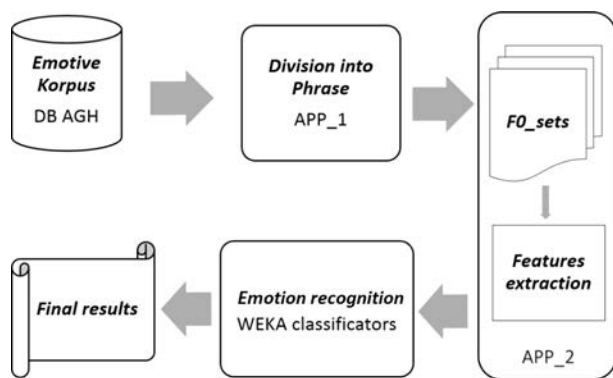 Emotive
Korpus
DB AGH
Division into
Phrase
APP_1
F0_sets
Features
extraction
APP_2
Emotion recognition
WEKA classificators
Final results